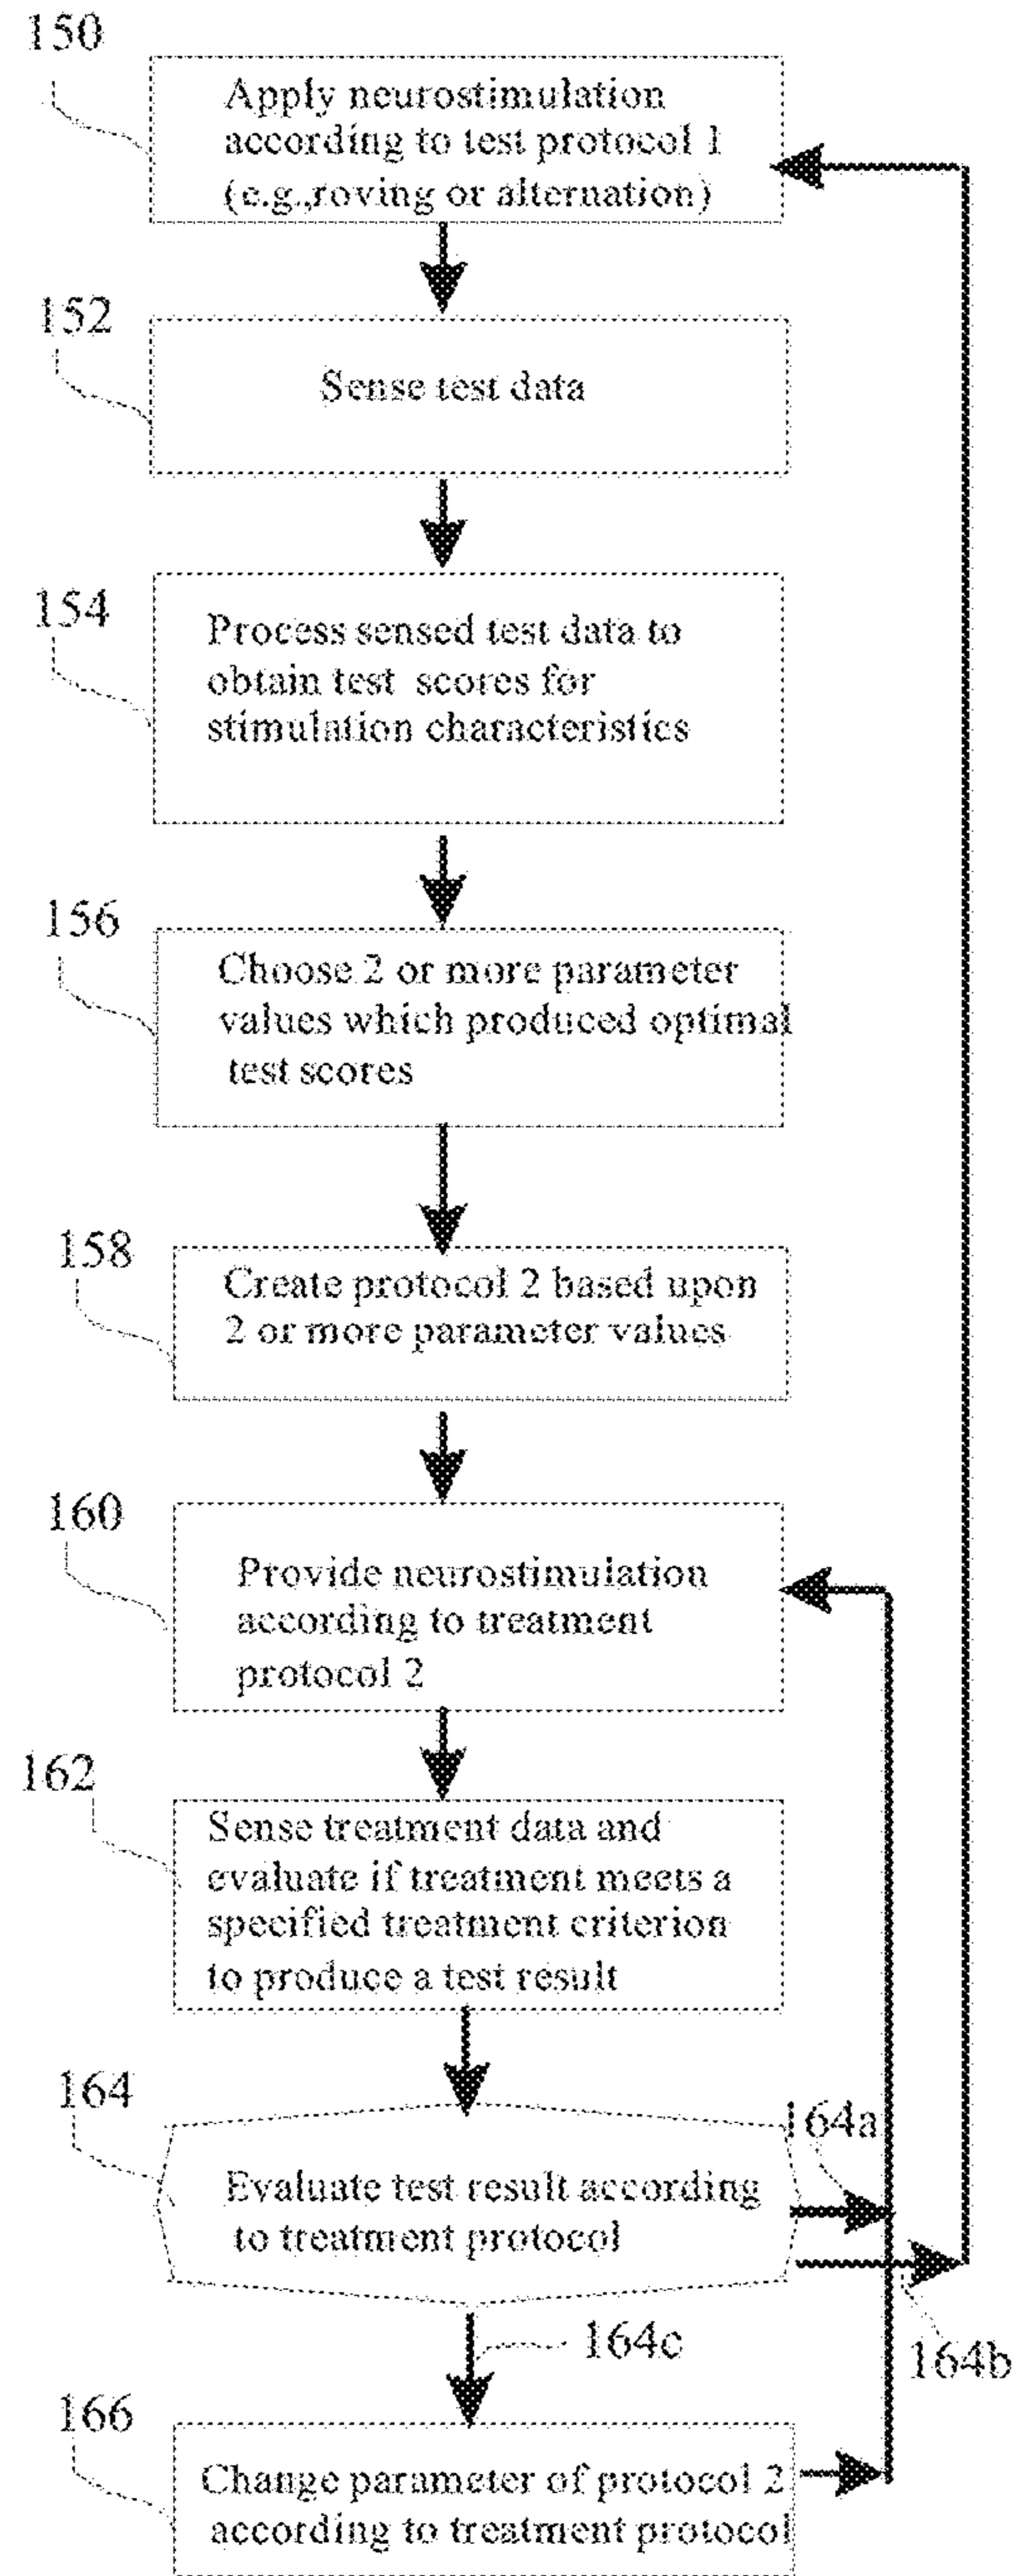 150
Apply neurostimulation
according to test protocol 1
(e.g.,roving or alternation)
152
Sense test data
154
Process sensed test data to
obtain test scores for
stimulation characteristics
156
Choose 2 or more parameter
values which produced optimal
test scores
158
Create protocol 2 based upon
2 or more parameter values
160
Provide neurostimulation
according to treatment
protocol 2
162
Sense treatment data and
evaluate if treatment meets a
specified treatment criterion
to produce a test result
164
164a
Evaluate test result according
to treatment protocol
164c
164b
166
Change parameter of protocol 2
according to treatment protocol